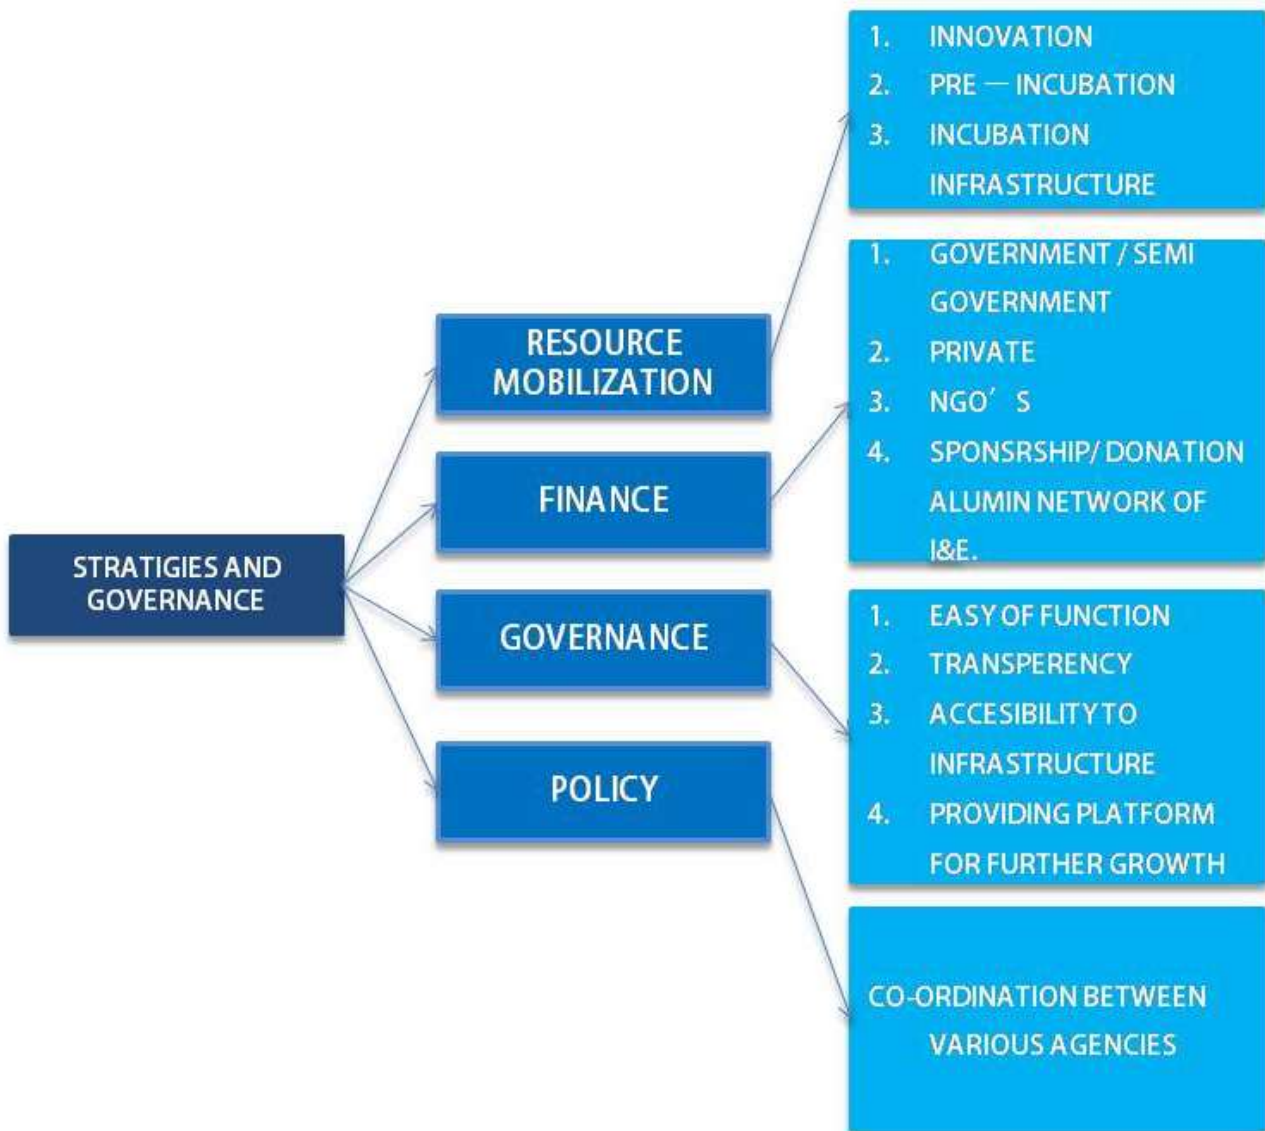 STRATIGIES AND
GOVERNANCE
RESOURCE
MOBILIZATION
FINANCE
GOVERNANCE
POLICY
1. INNOVATION
2. PRE — INCUBATION
3. INCUBATION
INFRASTRUCTURE
1. GOVERNMENT / SEMI
GOVERNMENT
2. PRIVATE
3. NGO' S
4. SPONSRSHIP/ DONATION
ALUMIN NETWORK OF
I&E.
1. EASY OF FUNCTION
2. TRANSPERENCY
3. ACCESIBILITY TO
INFRASTRUCTURE
4. PROVIDING PLATFORM
FOR FURTHER GROWTH
CO-ORDINATION BETWEEN
VARIOUS AGENCIES